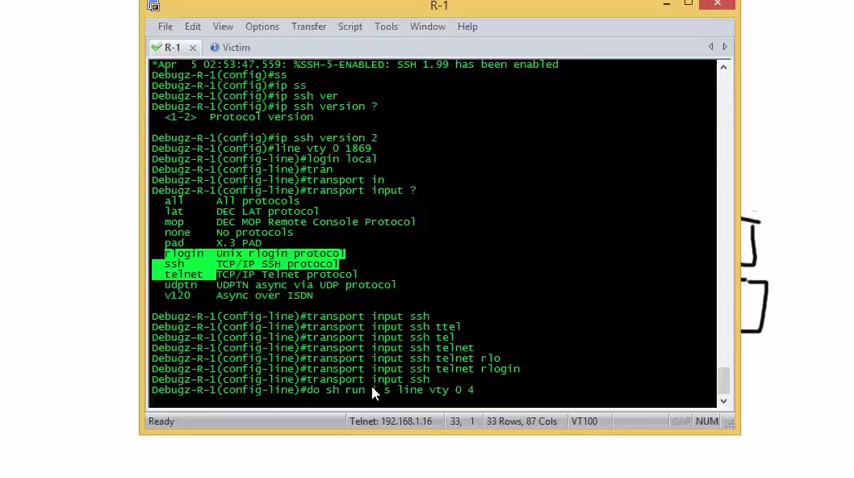 R-1
File Edit View Options Transfer Script Tools Window Help
R-1 Victim
*Apr  5 02:53:47.559: %SSH-5-ENABLED: SSH 1.99 has been enabled
Debugz-R-1(config)#ss
Debugz-R-1(config)#ip ss
Debugz-R-1(config)#ip ssh ver
Debugz-R-1(config)#ip ssh version ?
<1-2>  Protocol version
Debugz-R-1(config)#ip ssh version 2
Debugz-R-1(config)#line vty 0 1869
Debugz-R-1(config-line)#login local
Debugz-R-1(config-line)#tran
Debugz-R-1(config-line)#transport in
Debugz-R-1(config-line)#transport input ?
all     All protocols
lat     DEC LAT protocol
mop     DEC MOP Remote Console Protocol
none    No protocols
pad     X.3 PAD
rlogin  Unix rlogin protocol
ssh     TCP/IP SSH protocol
telnet  TCP/IP Telnet protocol
udptn   UDPTN async via UDP protocol
v120    Async over ISDN
Debugz-R-1(config-line)#transport input ssh
Debugz-R-1(config-line)#transport input ssh ttel
Debugz-R-1(config-line)#transport input ssh tel
Debugz-R-1(config-line)#transport input ssh telnet
Debugz-R-1(config-line)#transport input ssh telnet rlo
Debugz-R-1(config-line)#transport input ssh telnet rlogin
Debugz-R-1(config-line)#transport input ssh
Debugz-R-1(config-line)#do sh run s line vty 0 4
Ready Telnet: 192.168.1.16 33, 1 33 Rows, 87 Cols VT100 CAP NUM